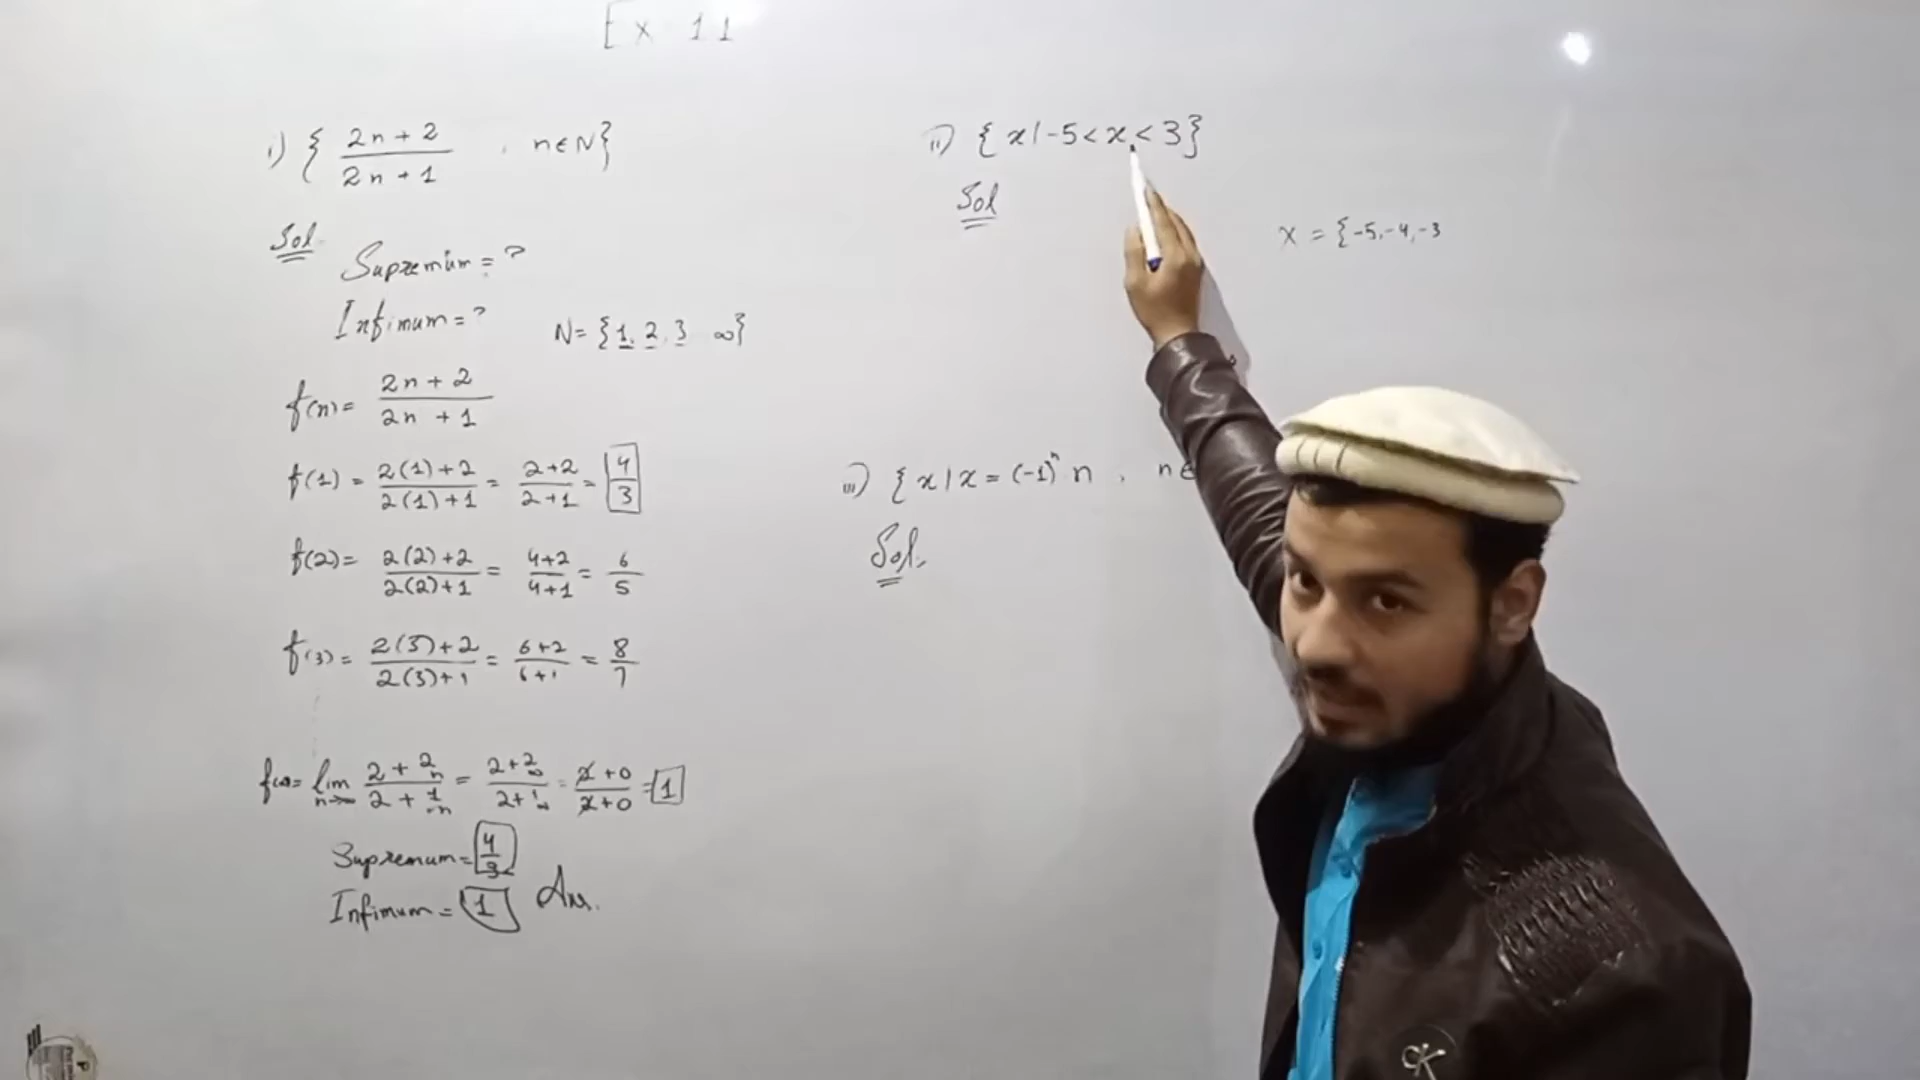 Ex 11
i) { 2n + 2 / 2n + 1 , n ∈ N}
Sol
Supremum = ?
Infimum = ?
N = {1, 2, 3 ∞}
f(n) = 2n + 2 / 2n + 1
f(1) = 2(1)+2 / 2(1)+1 = 2+2 / 2+1 = 4/3
f(2) = 2(2)+2 / 2(2)+1 = 4+2 / 4+1 = 6/5
f(3) = 2(3)+2 / 2(3)+1 = 6+2 / 6+1 = 8/7
f(∞) = lim n→∞ 2 + 2/n / 2 + 1/n = 2+2/∞ / 2+1/∞ = 2+0 / 2+0 = 1
Supremum = 4/3
Infimum = 1 Ans.
ii) { x | -5 < x < 3}
Sol
x = {-5, -4, -3
iii) { x | x = (-1)ⁿ n , n ∈
Sol.